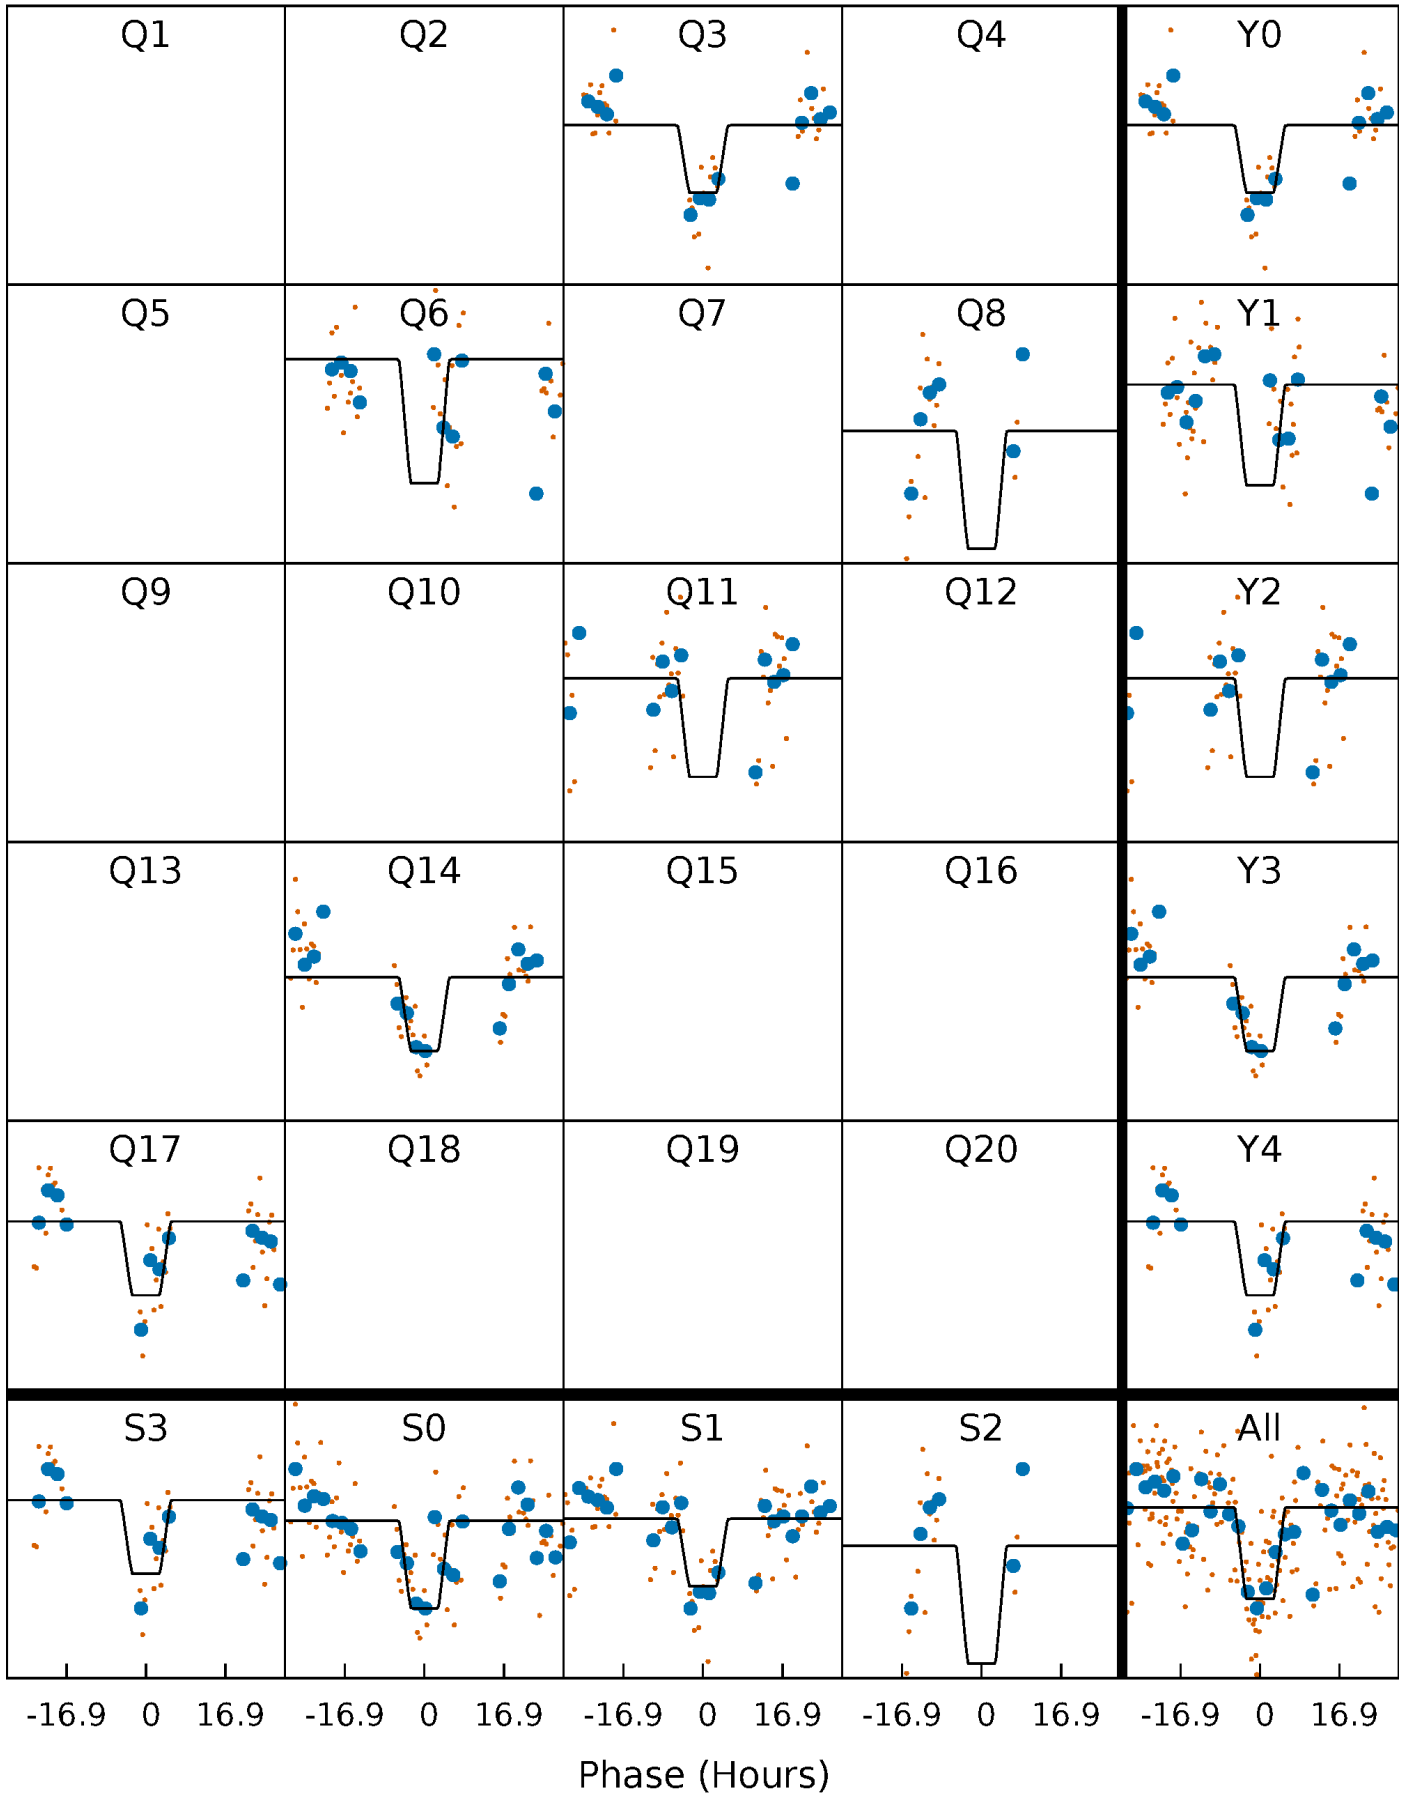 Q1 Q2 Q3 Q4 Y0
Q5 Q6 Q7 Q8 Y1
Q9 Q10 Q11 Q12 Y2
Q13 Q14 Q15 Q16 Y3
Q17 Q18 Q19 Q20 Y4
S3 S0 S1 S2 All
-16.9 0 16.9 -16.9 0 16.9 -16.9 0 16.9 -16.9 0 16.9 -16.9 0 16.9
Phase (Hours)